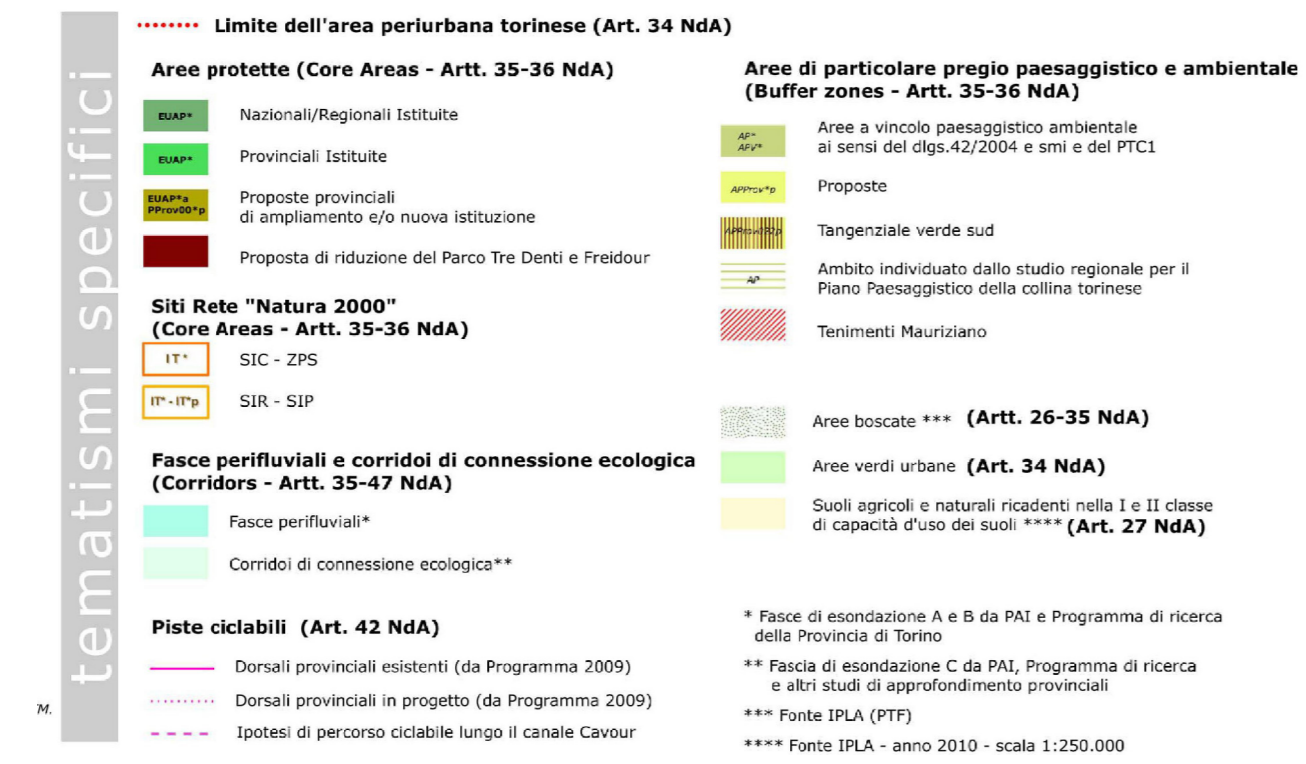 tematismi specifici
Limite dell'area periurbana torinese (Art. 34 NdA)
Aree protette (Core Areas - Artt. 35-36 NdA)
EUAP*
Nazionali/Regionali Istituite
EUAP*
Provinciali Istituite
EUAP*a
PProv00*p
Proposte provinciali
di ampliamento e/o nuova istituzione
Proposta di riduzione del Parco Tre Denti e Freidour
Siti Rete "Natura 2000"
(Core Areas - Artt. 35-36 NdA)
IT*
SIC - ZPS
IT* - IT*p
SIR - SIP
Fasce perifluviali e corridoi di connessione ecologica
(Corridors - Artt. 35-47 NdA)
Fasce perifluviali*
Corridoi di connessione ecologica**
Piste ciclabili (Art. 42 NdA)
Dorsali provinciali esistenti (da Programma 2009)
Dorsali provinciali in progetto (da Programma 2009)
Ipotesi di percorso ciclabile lungo il canale Cavour
M.
Aree di particolare pregio paesaggistico e ambientale
(Buffer zones - Artt. 35-36 NdA)
AP*
APV*
Aree a vincolo paesaggistico ambientale
ai sensi del dlgs.42/2004 e smi e del PTC1
APProv*p
Proposte
Tangenziale verde sud
AP
Ambito individuato dallo studio regionale per il
Piano Paesaggistico della collina torinese
Tenimenti Mauriziano
Aree boscate *** (Artt. 26-35 NdA)
Aree verdi urbane (Art. 34 NdA)
Suoli agricoli e naturali ricadenti nella I e II classe
di capacità d'uso dei suoli **** (Art. 27 NdA)
* Fasce di esondazione A e B da PAI e Programma di ricerca
della Provincia di Torino
** Fascia di esondazione C da PAI, Programma di ricerca
e altri studi di approfondimento provinciali
*** Fonte IPLA (PTF)
**** Fonte IPLA - anno 2010 - scala 1:250.000